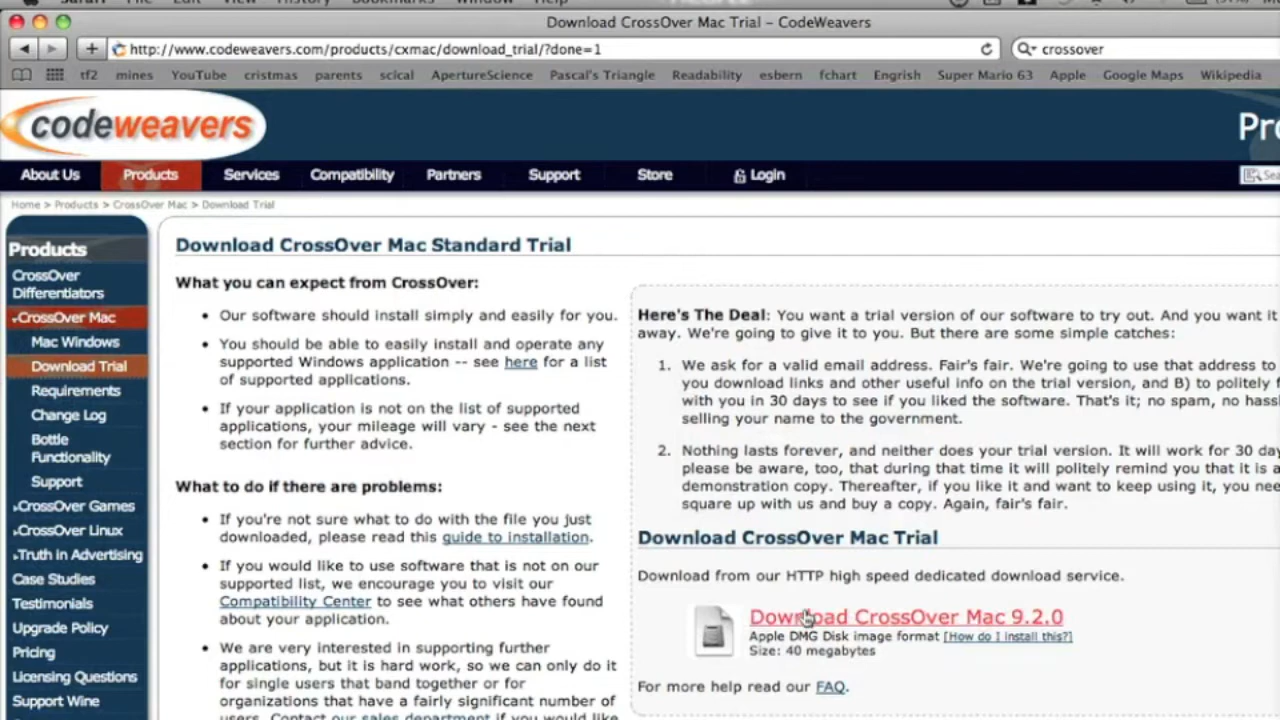 Safari File Edit View History Bookmarks Window Help
Download CrossOver Mac Trial – CodeWeavers
http://www.codeweavers.com/products/cxmac/download_trial/?done=1
crossover
tf2 mines YouTube cristmas parents scical ApertureScience Pascal's Triangle Readability esbern fchart Engrish Super Mario 63 Apple Google Maps Wikipedia
codeweavers
About Us Products Services Compatibility Partners Support Store Login
Home > Products > CrossOver Mac > Download Trial
Products
CrossOver
Differentiators
CrossOver Mac
Mac Windows
Download Trial
Requirements
Change Log
Bottle
Functionality
Support
CrossOver Games
CrossOver Linux
Truth in Advertising
Case Studies
Testimonials
Upgrade Policy
Pricing
Licensing Questions
Support Wine
Download CrossOver Mac Standard Trial
What you can expect from CrossOver:
• Our software should install simply and easily for you.
• You should be able to easily install and operate any
supported Windows application -- see here for a list
of supported applications.
• If your application is not on the list of supported
applications, your mileage will vary - see the next
section for further advice.
What to do if there are problems:
• If you're not sure what to do with the file you just
downloaded, please read this guide to installation.
• If you would like to use software that is not on our
supported list, we encourage you to visit our
Compatibility Center to see what others have found
about your application.
• We are very interested in supporting further
applications, but it is hard work, so we can only do it
for single users that band together or for
organizations that have a fairly significant number of
users. Contact our sales department if you would like
Here's The Deal: You want a trial version of our software to try out. And you want it
away. We're going to give it to you. But there are some simple catches:
1. We ask for a valid email address. Fair's fair. We're going to use that address to
you download links and other useful info on the trial version, and B) to politely f
with you in 30 days to see if you liked the software. That's it; no spam, no hass
selling your name to the government.
2. Nothing lasts forever, and neither does your trial version. It will work for 30 day
please be aware, too, that during that time it will politely remind you that it is a
demonstration copy. Thereafter, if you like it and want to keep using it, you nee
square up with us and buy a copy. Again, fair's fair.
Download CrossOver Mac Trial
Download from our HTTP high speed dedicated download service.
Download CrossOver Mac 9.2.0
Apple DMG Disk image format [How do I install this?]
Size: 40 megabytes
For more help read our FAQ.